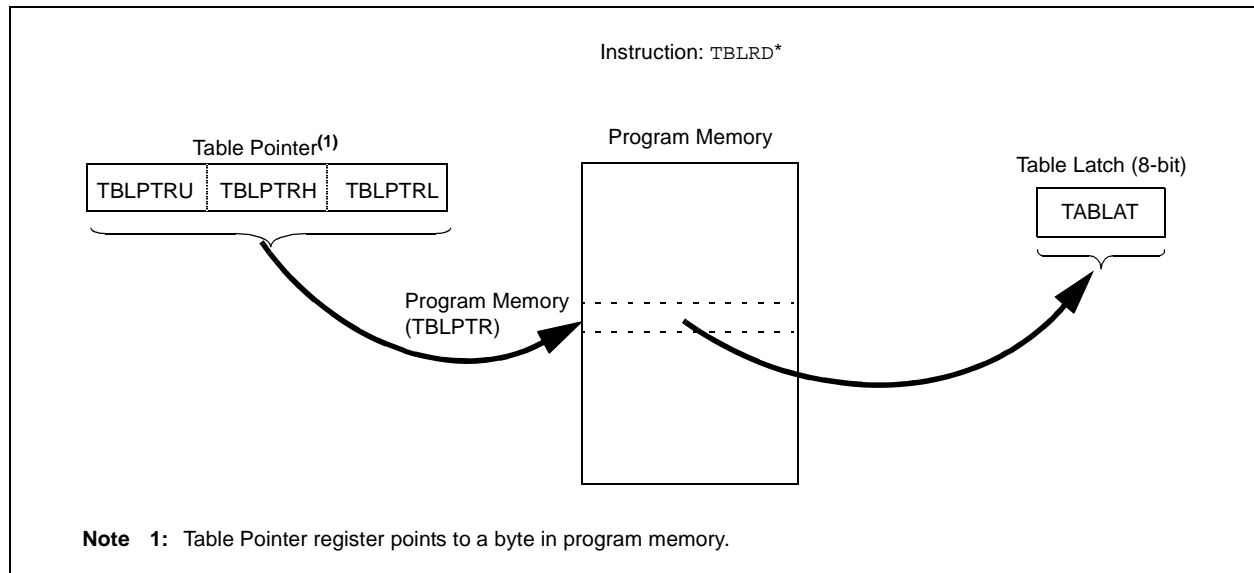 Instruction: TBLRD*
Table Pointer(1)
TBLPTRU TBLPTRH TBLPTRL
Program Memory
Table Latch (8-bit)
TABLAT
Program Memory
(TBLPTR)
Note 1: Table Pointer register points to a byte in program memory.